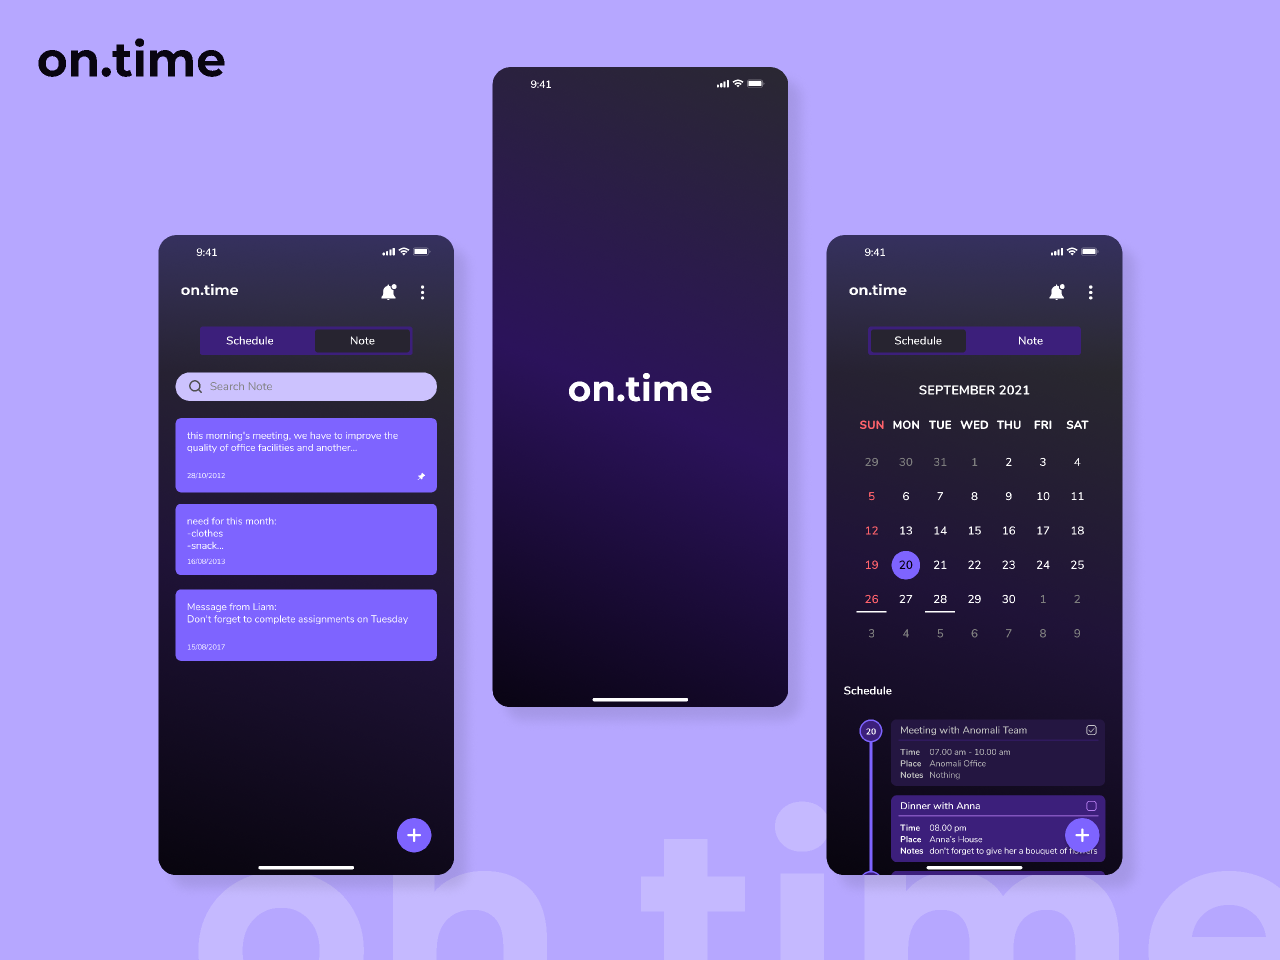 on.time
9:41
on.time
9:41
on.time
Schedule Note
Search Note
this morning's meeting, we have to improve the
quality of office facilities and another...
28/10/2012
need for this month:
-clothes
-snack...
16/08/2013
Message from Liam:
Don't forget to complete assignments on Tuesday
15/08/2017
9:41
on.time
Schedule Note
SEPTEMBER 2021
SUN MON TUE WED THU FRI SAT
29 30 31 1 2 3 4
5 6 7 8 9 10 11
12 13 14 15 16 17 18
19 20 21 22 23 24 25
26 27 28 29 30 1 2
3 4 5 6 7 8 9
Schedule
20
Meeting with Anomali Team
Time 07.00 am - 10.00 am
Place Anomali Office
Notes Nothing
Dinner with Anna
Time 08.00 pm
Place Anna's House
Notes don't forget to give her a bouquet of flowers
on.time